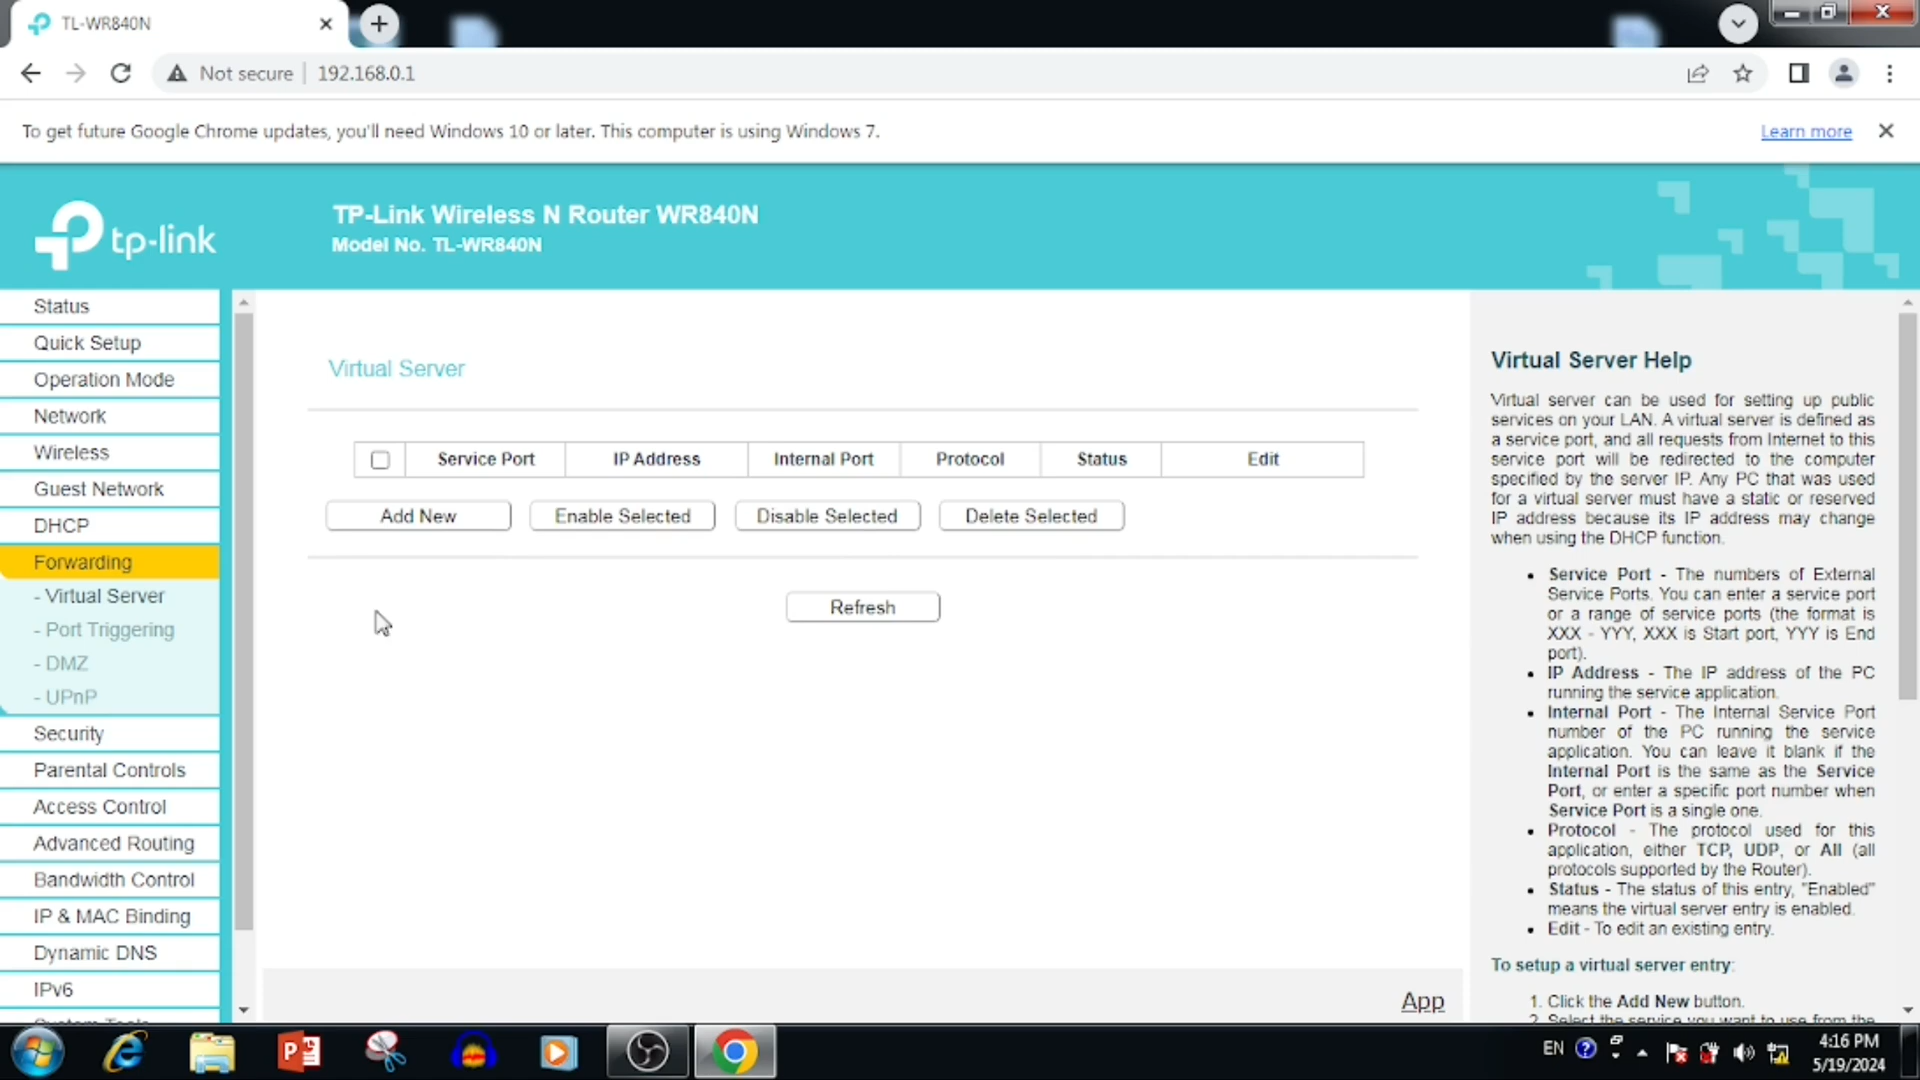 TL-WR840N
Not secure
192.168.0.1
To get future Google Chrome updates, you'll need Windows 10 or later. This computer is using Windows 7.
Learn more
tp-link
TP-Link Wireless N Router WR840N
Model No. TL-WR840N
Status
Quick Setup
Operation Mode
Network
Wireless
Guest Network
DHCP
Forwarding
- Virtual Server
- Port Triggering
- DMZ
- UPnP
Security
Parental Controls
Access Control
Advanced Routing
Bandwidth Control
IP & MAC Binding
Dynamic DNS
IPv6
System Tools
Virtual Server
Service Port IP Address Internal Port Protocol Status Edit
Add New Enable Selected Disable Selected Delete Selected
Refresh
App
Virtual Server Help
Virtual server can be used for setting up public
services on your LAN. A virtual server is defined as
a service port, and all requests from Internet to this
service port will be redirected to the computer
specified by the server IP. Any PC that was used
for a virtual server must have a static or reserved
IP address because its IP address may change
when using the DHCP function.
• Service Port - The numbers of External
Service Ports. You can enter a service port
or a range of service ports (the format is
XXX - YYY, XXX is Start port, YYY is End
port).
• IP Address - The IP address of the PC
running the service application.
• Internal Port - The Internal Service Port
number of the PC running the service
application. You can leave it blank if the
Internal Port is the same as the Service
Port, or enter a specific port number when
Service Port is a single one.
• Protocol - The protocol used for this
application, either TCP, UDP, or All (all
protocols supported by the Router).
• Status - The status of this entry, "Enabled"
means the virtual server entry is enabled.
• Edit - To edit an existing entry.
To setup a virtual server entry:
1. Click the Add New button.
2. Select the service you want to use from the
EN
4:16 PM
5/19/2024